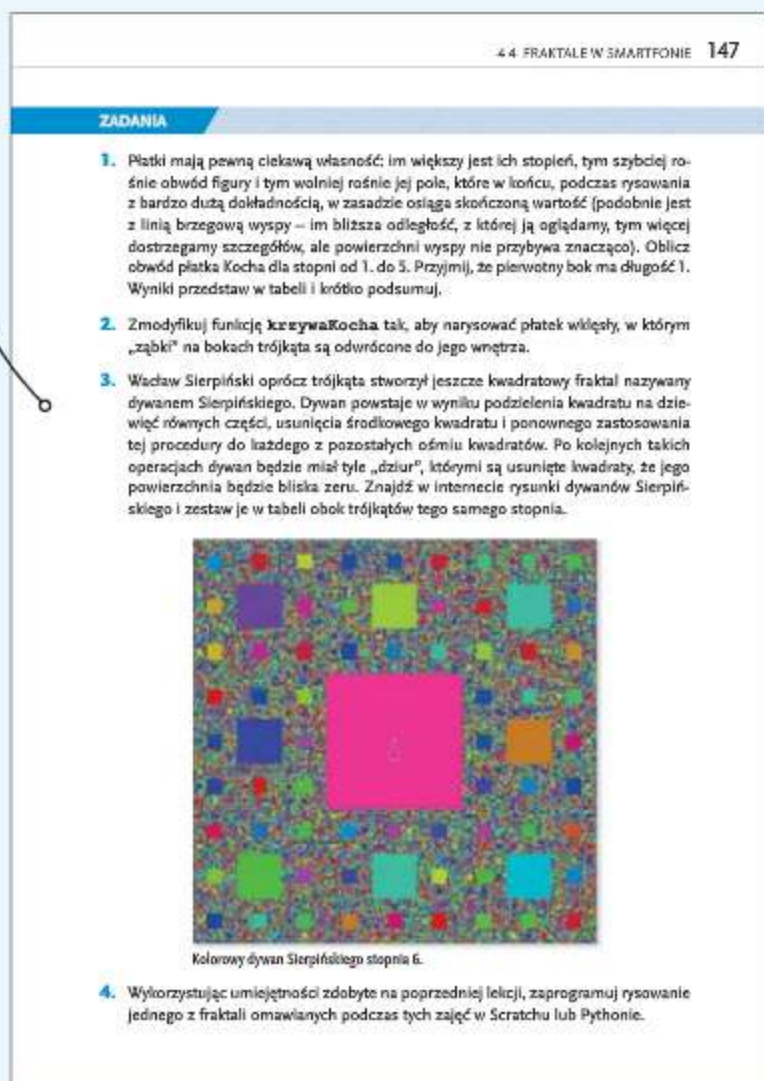 4.4. FRAKTALE W SMARTFONIE 147
ZADANIA
1. Płatki mają pewną ciekawą własność: im większy jest ich stopień, tym szybciej ro-
śnie obwód figury i tym wolniej rośnie jej pole, które w końcu, podczas rysowania
z bardzo dużą dokładnością, w zasadzie osiąga skończoną wartość (podobnie jest
z linią brzegową wyspy – im bliższa odległość, z której ją oglądamy, tym więcej
dostrzegamy szczegółów, ale powierzchni wyspy nie przybywa znacząco). Oblicz
obwód płatka Kocha dla stopni od 1. do 5. Przyjmij, że pierwotny bok ma długość 1.
Wyniki przedstaw w tabeli i krótko podsumuj.
2. Zmodyfikuj funkcję krzywaKocha tak, aby narysować płatek wklęsły, w którym
„ząbki" na bokach trójkąta są odwrócone do jego wnętrza.
3. Wacław Sierpiński oprócz trójkąta stworzył jeszcze kwadratowy fraktal nazywany
dywanem Sierpińskiego. Dywan powstaje w wyniku podzielenia kwadratu na dzie-
więć równych części, usunięcia środkowego kwadratu i ponownego zastosowania
tej procedury do każdego z pozostałych ośmiu kwadratów. Po kolejnych takich
operacjach dywan będzie miał tyle „dziur", którymi są usunięte kwadraty, że jego
powierzchnia będzie bliska zeru. Znajdź w internecie rysunki dywanów Sierpiń-
skiego i zestaw je w tabeli obok trójkątów tego samego stopnia.
Kolorowy dywan Sierpińskiego stopnia 6.
4. Wykorzystując umiejętności zdobyte na poprzedniej lekcji, zaprogramuj rysowanie
jednego z fraktali omawianych podczas tych zajęć w Scratchu lub Pythonie.